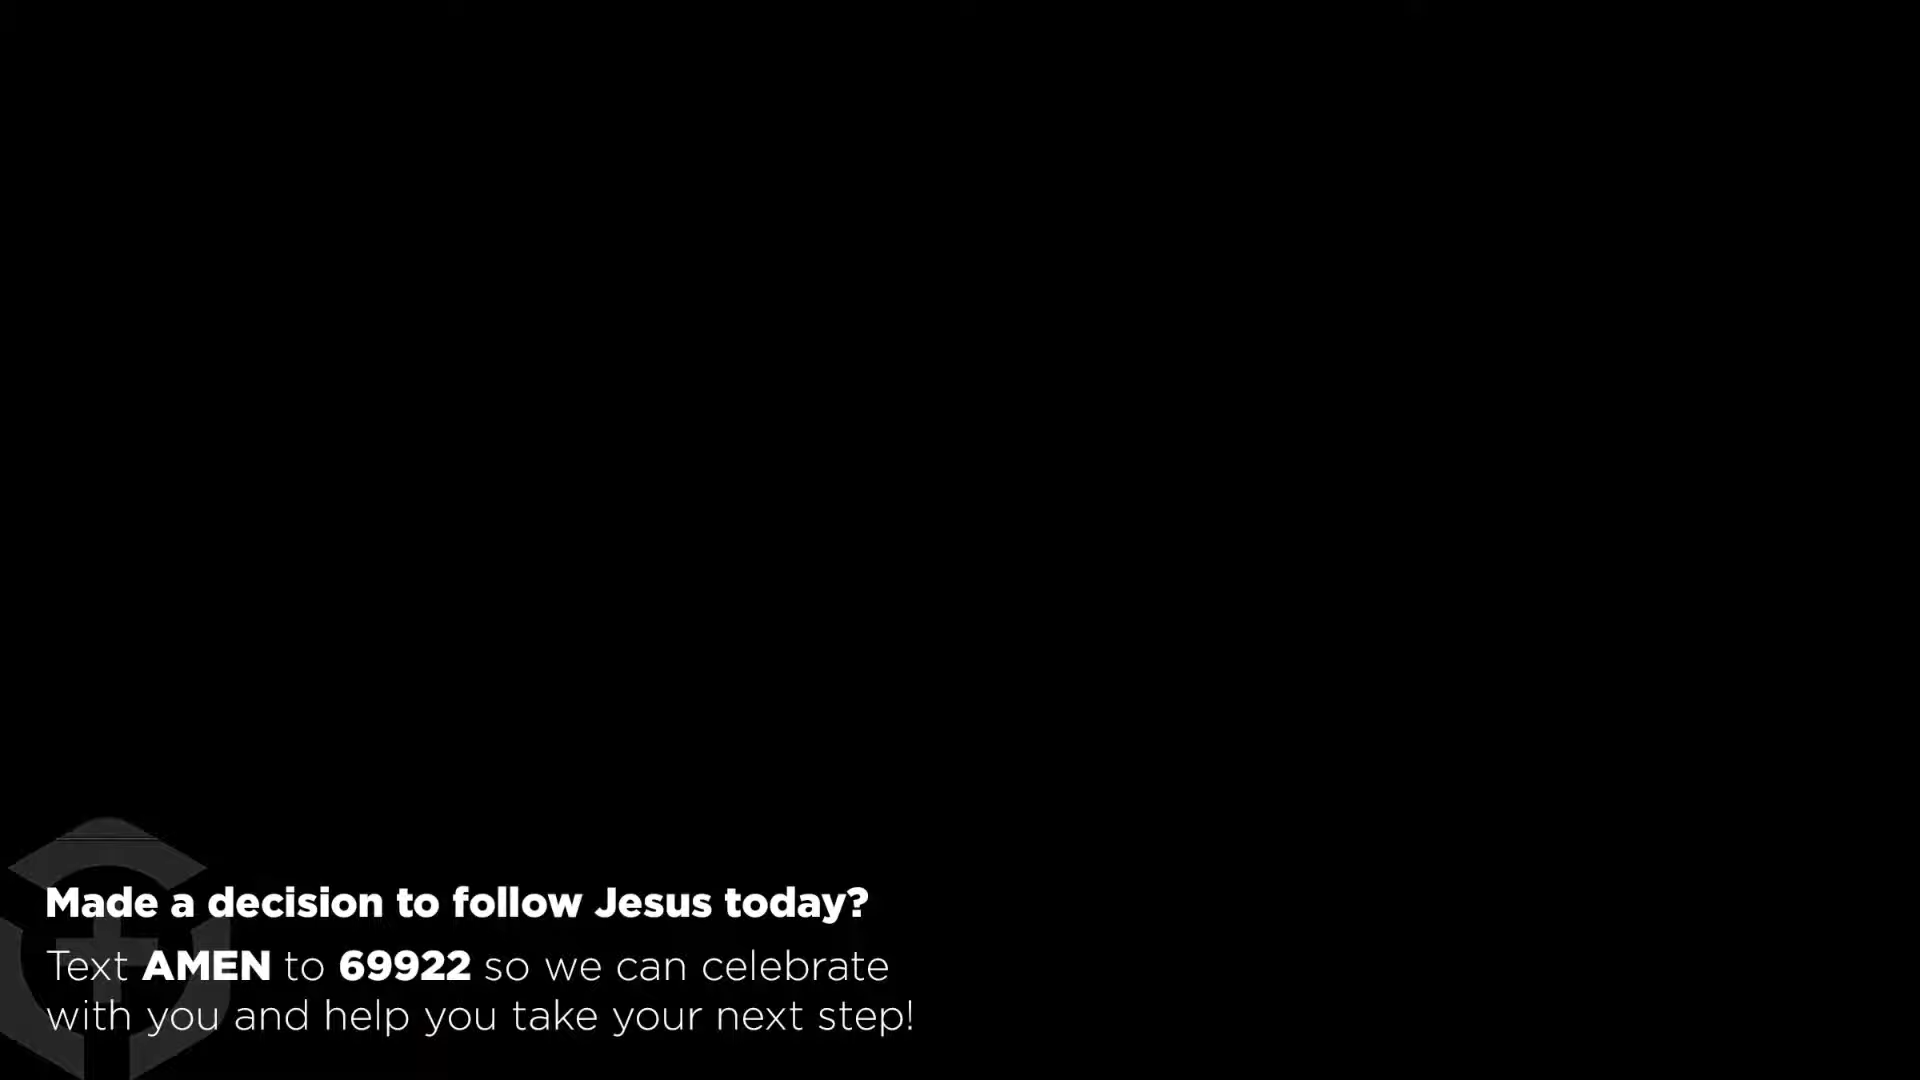 Made a decision to follow Jesus today?
Text AMEN to 69922 so we can celebrate
with you and help you take your next step!